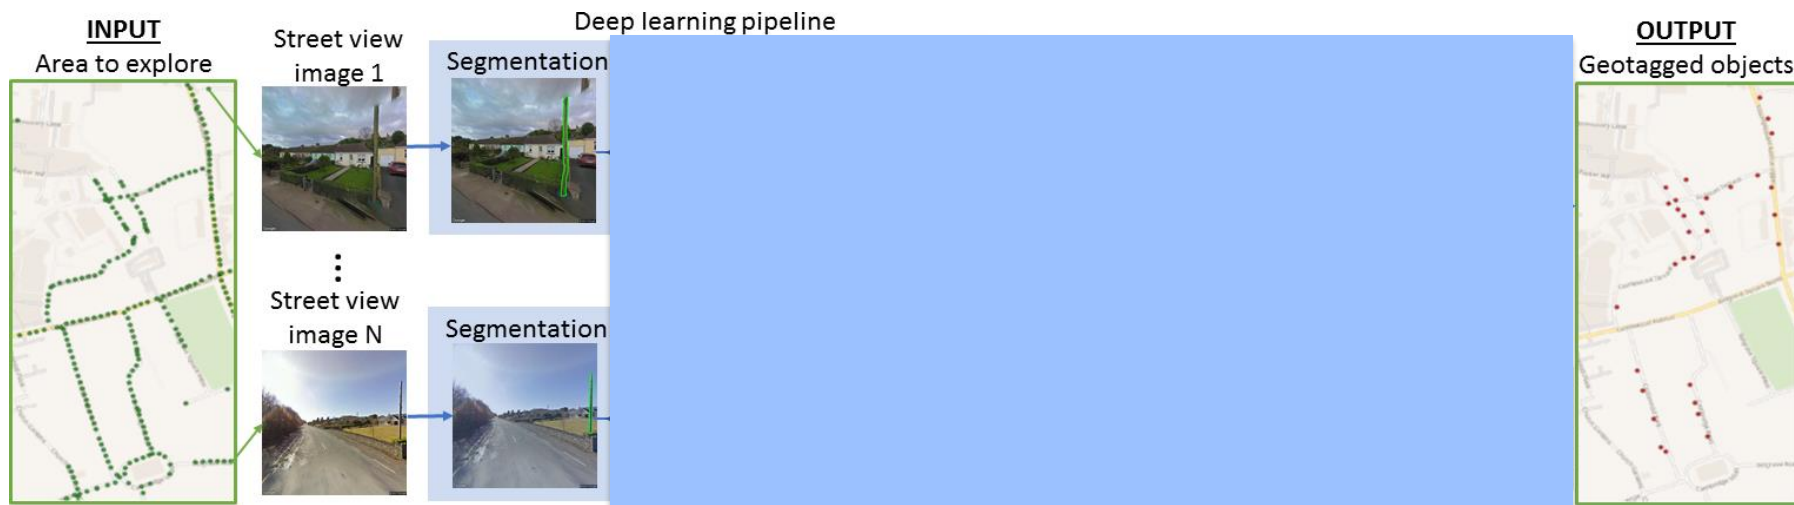 Deep learning pipeline
INPUT
Area to explore
Street view
image 1
Segmentation
OUTPUT
Geotagged objects
Street view
image N
Segmentation